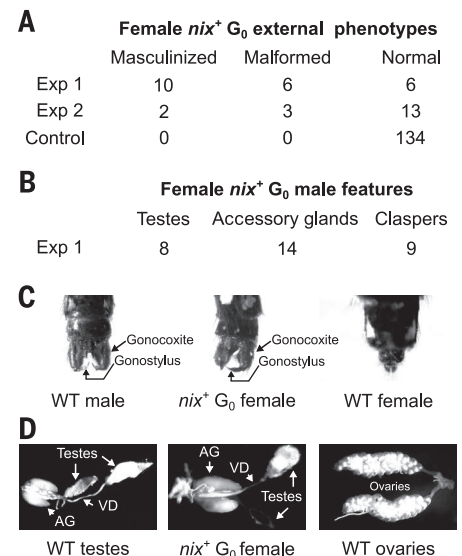 A
Female nix+ G0 external phenotypes
Masculinized Malformed Normal
Exp 1 10 6 6
Exp 2 2 3 13
Control 0 0 134
B
Female nix+ G0 male features
Testes Accessory glands Claspers
Exp 1 8 14 9
C
Gonocoxite
Gonostylus
Gonocoxite
Gonostylus
WT male nix+ G0 female WT female
D
Testes
VD
AG
AG
VD
Testes
Ovaries
WT testes nix+ G0 female WT ovaries